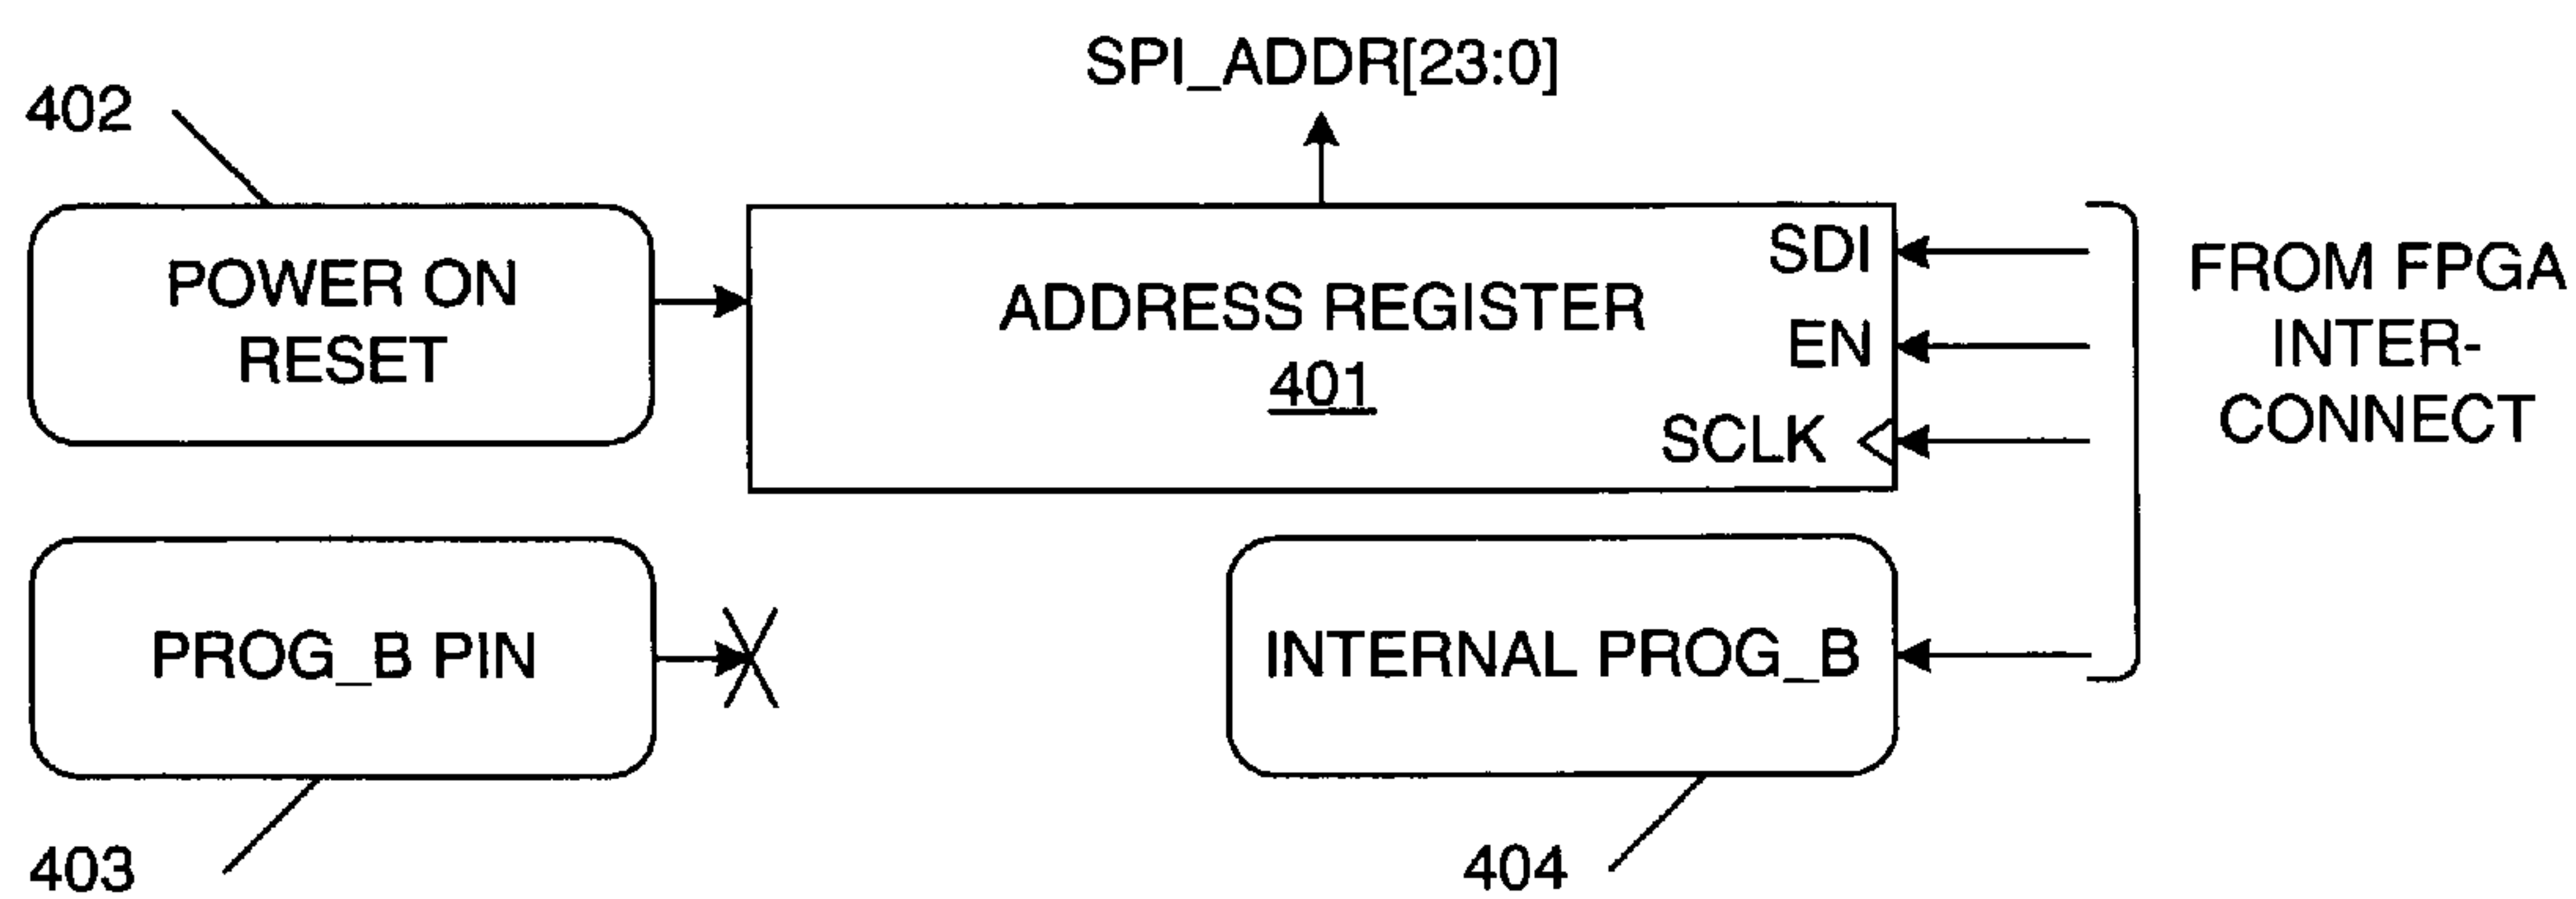 SPI_ADDR[23:0]
402
POWER ON
RESET
ADDRESS REGISTER
401
SDI
EN
SCLK
FROM FPGA
INTER-
CONNECT
PROG_B PIN
INTERNAL PROG_B
403
404